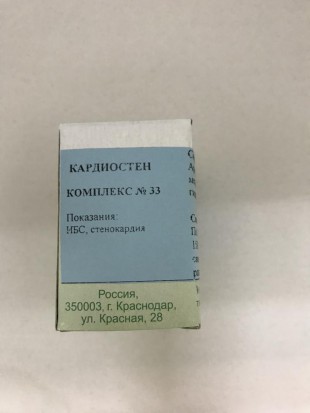 КАРДИОСТЕН
КОМПЛЕКС № 33
Показания:
ИБС, стенокардия
Россия,
350003, г. Краснодар,
ул. Красная, 28